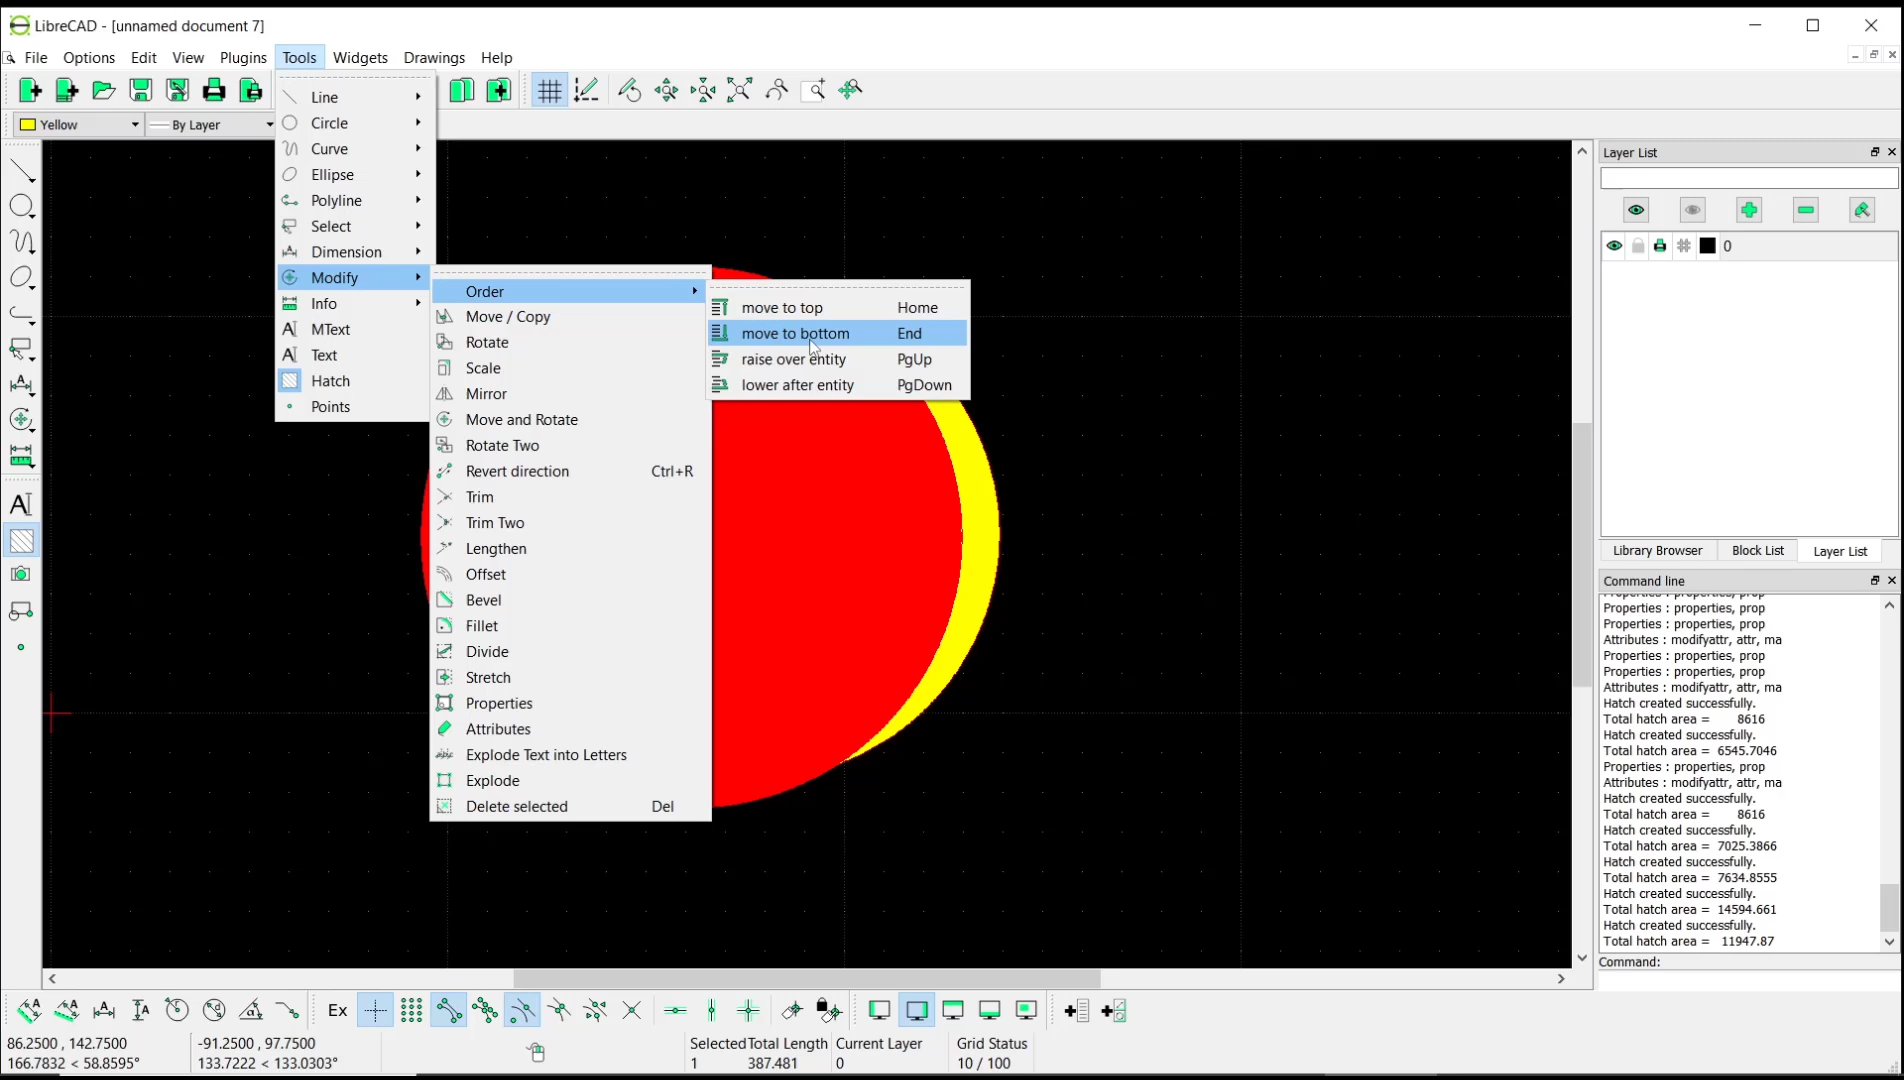 LibreCAD - [unnamed document 7]
File Options Edit View Plugins Tools Widgets Drawings Help
Yellow By Layer
Line
Circle
Curve
Ellipse
Polyline
Select
Dimension
Modify
Info
MText
Text
Hatch
Points
Order
Move / Copy
Rotate
Scale
Mirror
Move and Rotate
Rotate Two
Revert direction Ctrl+R
Trim
Trim Two
Lengthen
Offset
Bevel
Fillet
Divide
Stretch
Properties
Attributes
Explode Text into Letters
Explode
Delete selected Del
move to top Home
move to bottom End
raise over entity PgUp
lower after entity PgDown
Layer List
0
Library Browser Block List Layer List
Command line
Properties : properties, prop
Properties : properties, prop
Properties : properties, prop
Attributes : modifyattr, attr, ma
Properties : properties, prop
Properties : properties, prop
Attributes : modifyattr, attr, ma
Hatch created successfully.
Total hatch area = 8616
Hatch created successfully.
Total hatch area = 6545.7046
Properties : properties, prop
Attributes : modifyattr, attr, ma
Hatch created successfully.
Total hatch area = 8616
Hatch created successfully.
Total hatch area = 7025.3866
Hatch created successfully.
Total hatch area = 7634.8555
Hatch created successfully.
Total hatch area = 14594.661
Hatch created successfully.
Total hatch area = 11947.87
Command:
Ex
86.2500 , 142.7500
166.7832 < 58.8595°
-91.2500 , 97.7500
133.7222 < 133.0303°
Selected Total Length
1 387.481
Current Layer
0
Grid Status
10 / 100